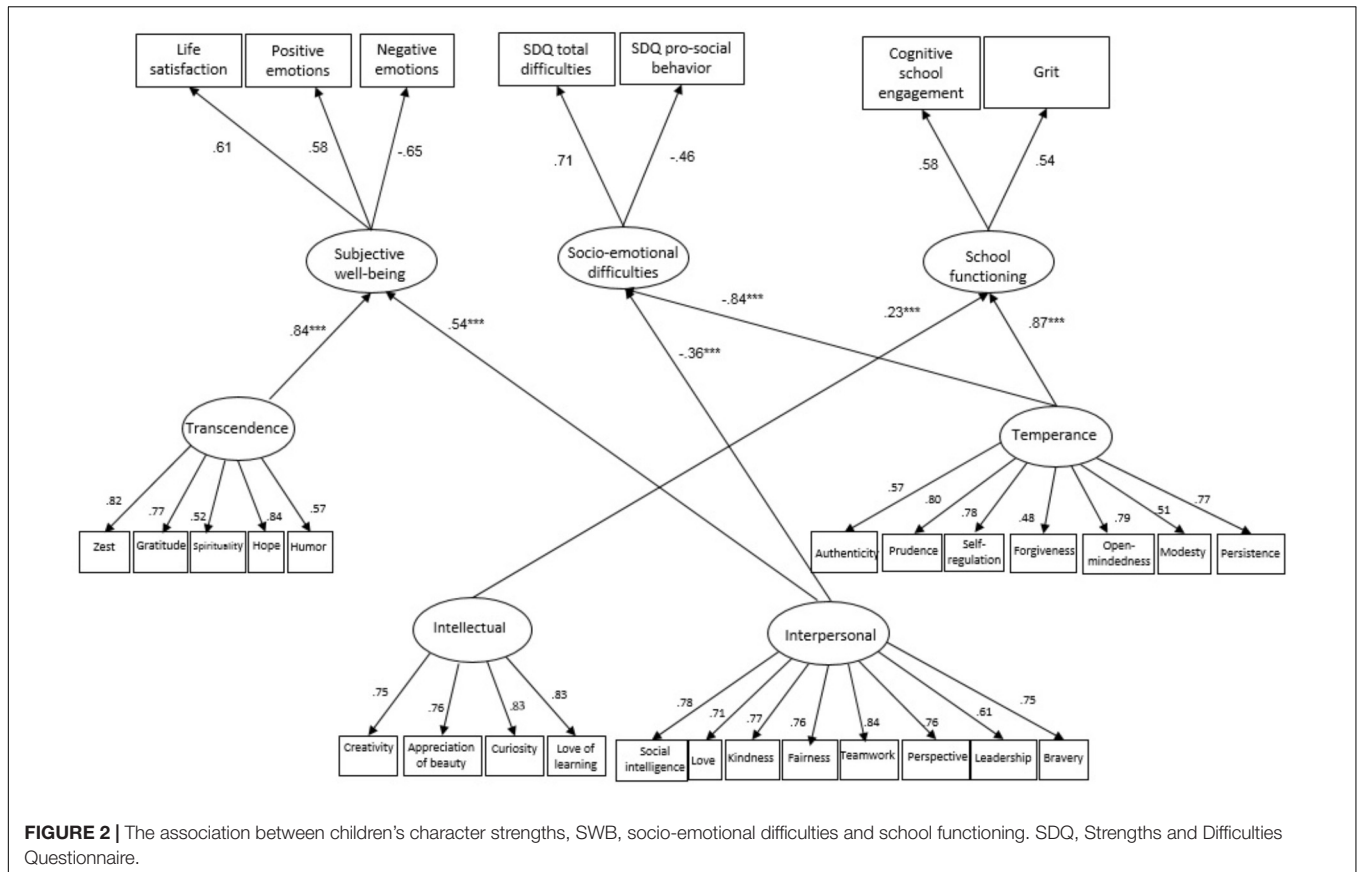 Life
satisfaction
Positive
emotions
Negative
emotions
SDQ total
difficulties
SDQ pro-social
behavior
Cognitive
school
engagement
Grit
.61
.58
-.65
.71
-.46
.58
.54
Subjective
well-being
Socio-emotional
difficulties
School
functioning
.84***
.54***
-.36***
-.84***
.23***
.87***
Transcendence
Temperance
.82
.77
.52
.84
.57
Zest
Gratitude
Spirituality
Hope
Humor
.57
.80
.78
.48
.79
.51
.77
Authenticity
Prudence
Self-
regulation
Forgiveness
Open-
mindedness
Modesty
Persistence
Intellectual
Interpersonal
.75
.76
.83
.83
Creativity
Appreciation
of beauty
Curiosity
Love of
learning
.78
.71
.77
.76
.84
.76
.61
.75
Social
intelligence
Love
Kindness
Fairness
Teamwork
Perspective
Leadership
Bravery
FIGURE 2 | The association between children's character strengths, SWB, socio-emotional difficulties and school functioning. SDQ, Strengths and Difficulties
Questionnaire.